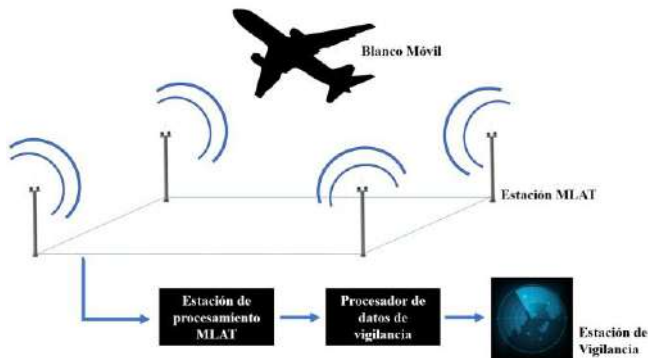 Blanco Móvil
Estación MLAT
Estación de
procesamiento
MLAT
Procesador de
datos de
vigilancia
Estación de
Vigilancia